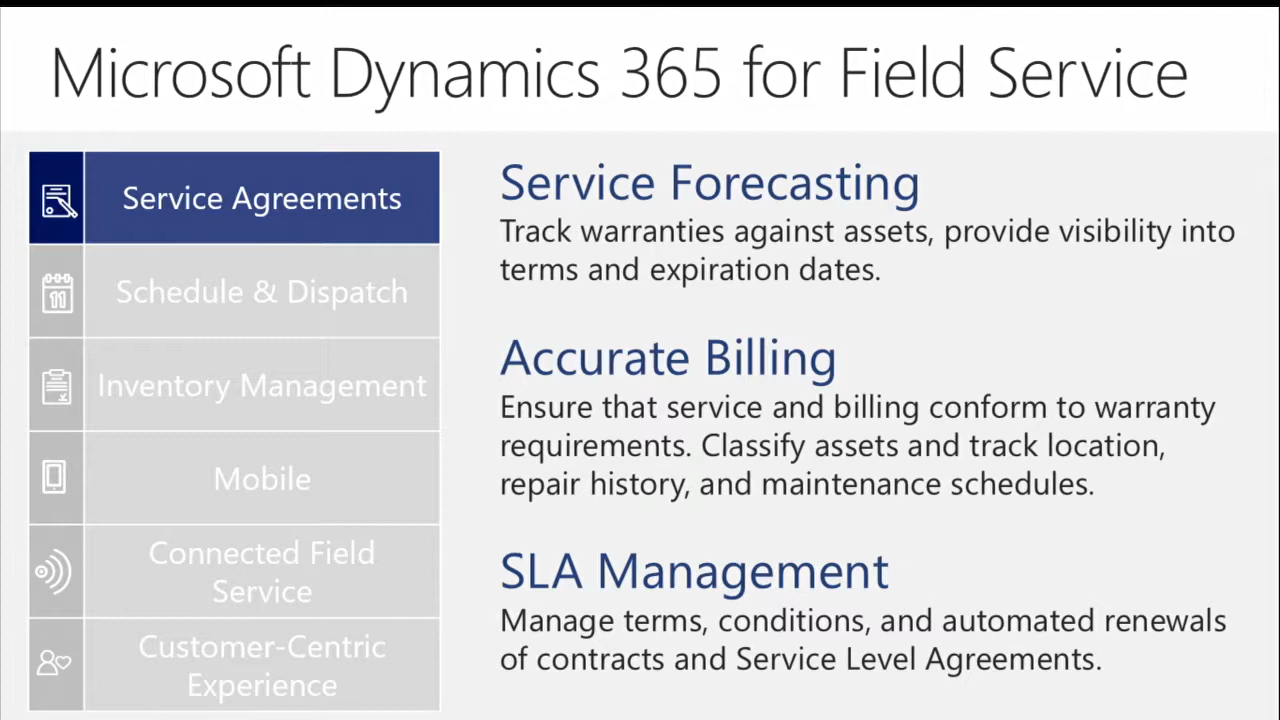 Microsoft Dynamics 365 for Field Service
Service Agreements
11
Schedule & Dispatch
Inventory Management
Mobile
Connected Field
Service
Customer-Centric
Experience
Service Forecasting
Track warranties against assets, provide visibility into
terms and expiration dates.
Accurate Billing
Ensure that service and billing conform to warranty
requirements. Classify assets and track location,
repair history, and maintenance schedules.
SLA Management
Manage terms, conditions, and automated renewals
of contracts and Service Level Agreements.